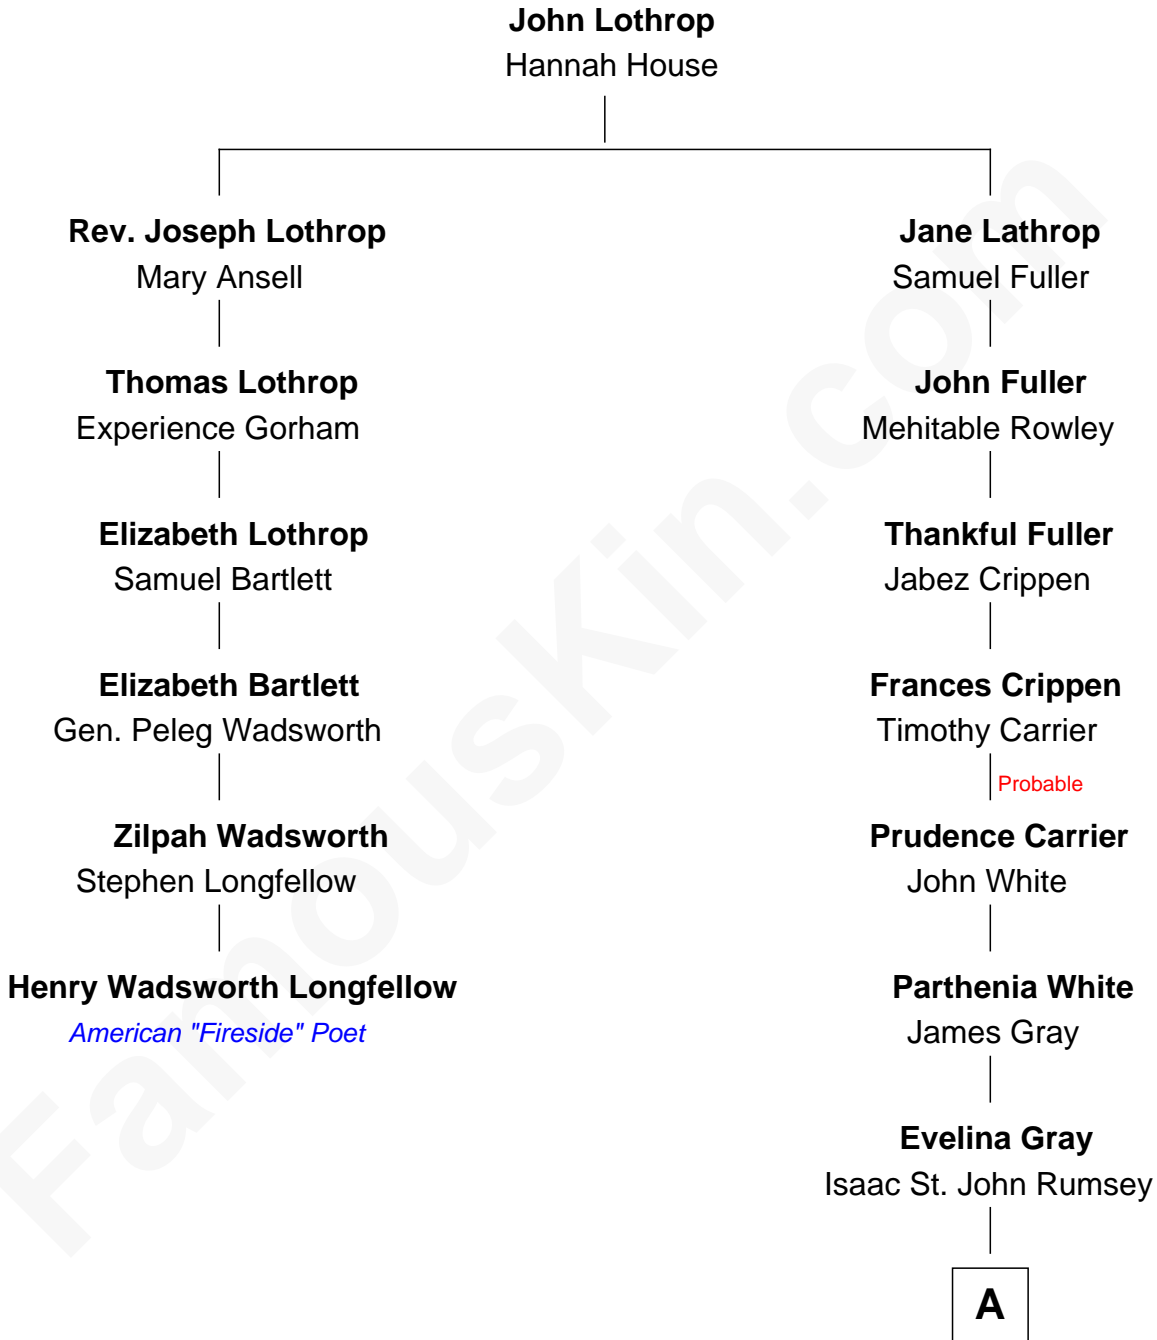 John Lothrop
Hannah House
Rev. Joseph Lothrop
Mary Ansell
Thomas Lothrop
Experience Gorham
Elizabeth Lothrop
Samuel Bartlett
Elizabeth Bartlett
Gen. Peleg Wadsworth
Zilpah Wadsworth
Stephen Longfellow
Henry Wadsworth Longfellow
American "Fireside" Poet
Jane Lathrop
Samuel Fuller
John Fuller
Mehitable Rowley
Thankful Fuller
Jabez Crippen
Frances Crippen
Timothy Carrier
Probable
Prudence Carrier
John White
Parthenia White
James Gray
Evelina Gray
Isaac St. John Rumsey
A
FamousKin.com